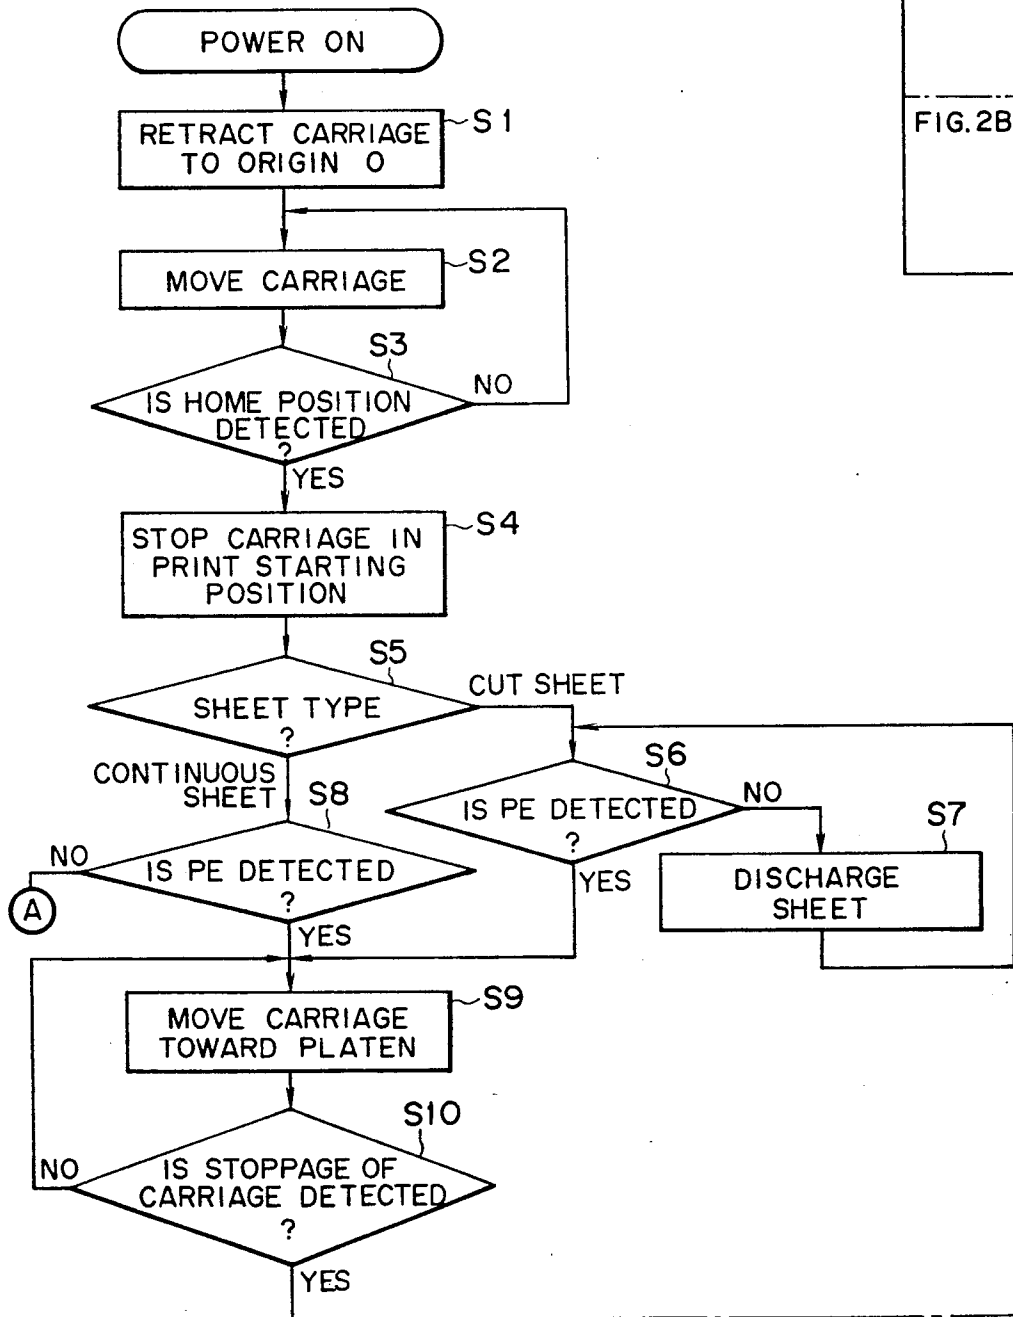 POWER ON
FIG. 2B
RETRACT CARRIAGE
TO ORIGIN O
S1
MOVE CARRIAGE
S2
S3
IS HOME POSITION
DETECTED
?
NO
YES
STOP CARRIAGE IN
PRINT STARTING
POSITION
S4
S5
SHEET TYPE
?
CUT SHEET
CONTINUOUS
SHEET
S6
IS PE DETECTED
?
NO
YES
S7
DISCHARGE
SHEET
S8
IS PE DETECTED
?
NO
A
YES
MOVE CARRIAGE
TOWARD PLATEN
S9
S10
IS STOPPAGE OF
CARRIAGE DETECTED
?
NO
YES